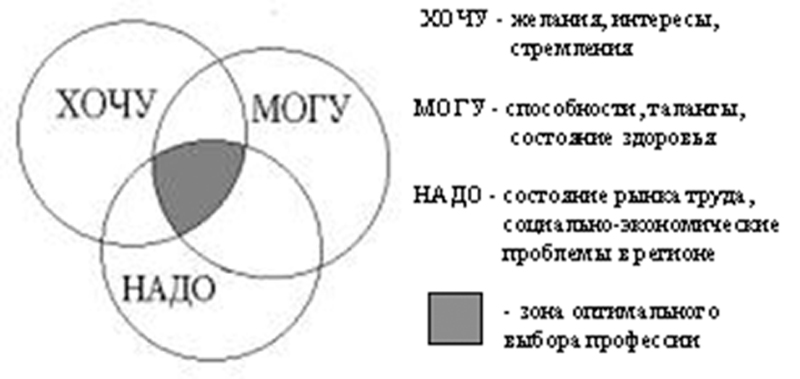 ХОЧУ
МОГУ
НАДО
ХОЧУ - желания, интересы,
стремления
МОГУ - способности, таланты,
состояние здоровья
НАДО - состояние рынка труда,
социально-экономические
проблемы в регионе
- зона оптимального
выбора профессии